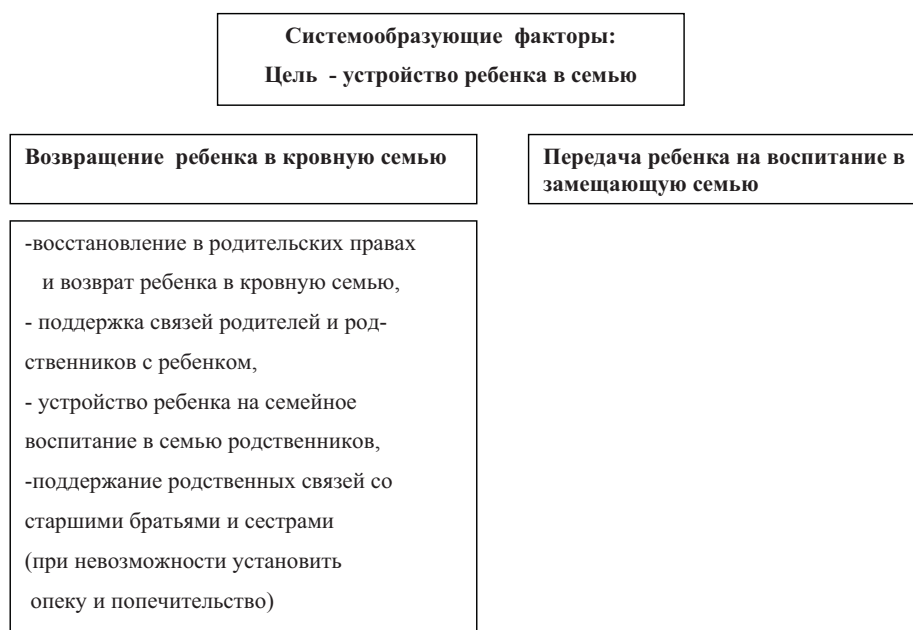 Системообразующие факторы:
Цель - устройство ребенка в семью
Возвращение ребенка в кровную семью
Передача ребенка на воспитание в
замещающую семью
-восстановление в родительских правах
и возврат ребенка в кровную семью,
- поддержка связей родителей и род-
ственников с ребенком,
- устройство ребенка на семейное
воспитание в семью родственников,
-поддержание родственных связей со
старшими братьями и сестрами
(при невозможности установить
опеку и попечительство)